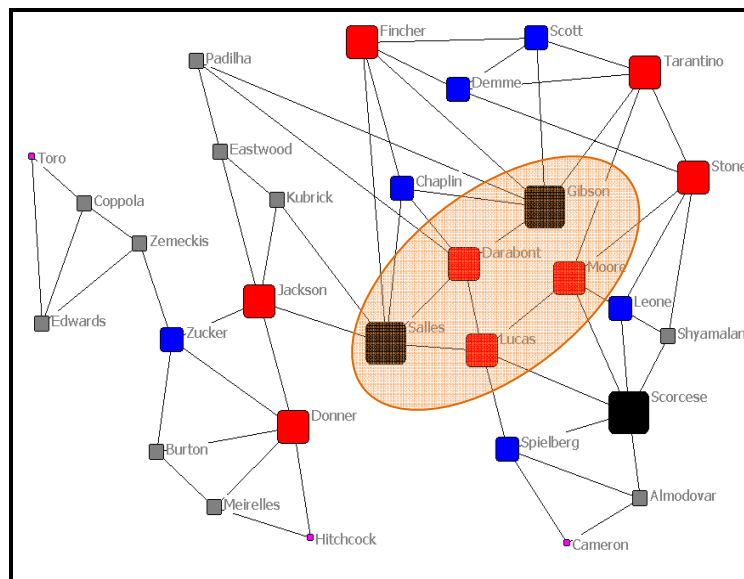 Fincher
Scott
Padilha
Tarantino
Demme
Toro
Eastwood
Stone
Chaplin
Gibson
Coppola
Kubrick
Zemeckis
Darabont
Moore
Jackson
Leone
Edwards
Zucker
Salles
Lucas
Shyamalan
Donner
Scorcese
Burton
Spielberg
Meirelles
Almodovar
Hitchcock
Cameron